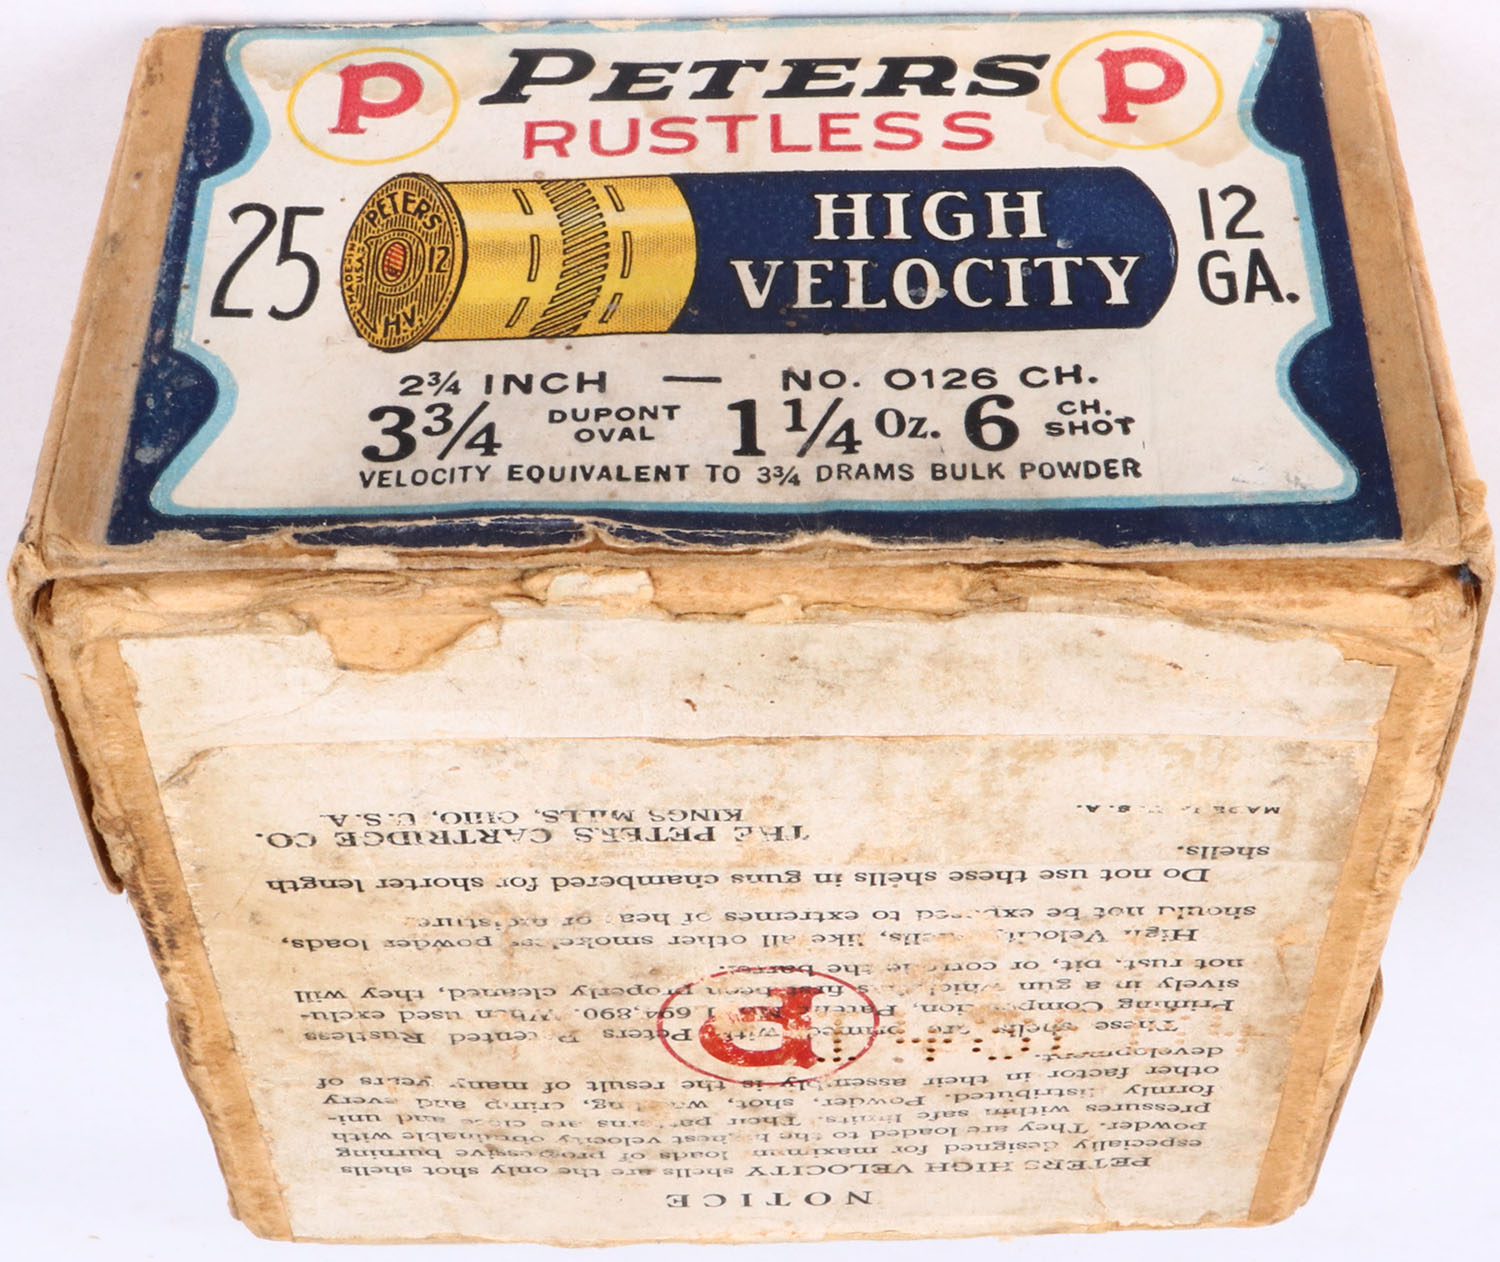 P PETERS P
RUSTLESS
25
PETERS
12
MADE-IN
U.S.A.
H.V.
HIGH
VELOCITY
12
GA.
2¾ INCH — NO. 0126 CH.
3¾ DUPONT OVAL 1¼ Oz. 6 CH. SHOT
VELOCITY EQUIVALENT TO 3¾ DRAMS BULK POWDER
NOTICE
PETERS HIGH VELOCITY shells are the only shot shells
especially designed for maximum loads of progressive burning
powder. They are loaded to the highest velocity obtainable with
pressures within safe limits. Their patterns are close and uni-
formly distributed. Powder, shot, wadding, crimp and every
other factor in their assembly is the result of many years of
development.
These shells are primed with Peters Patented Rustless
Priming Composition, Patent No. 1,694,890. When used exclu-
sively in a gun which has first been properly cleaned, they will
not rust, pit, or corrode the barrel.
High Velocity shells, like all other smokeless powder loads,
should not be exposed to extremes of heat or moisture.
Do not use these shells in guns chambered for shorter length
shells.
THE PETERS CARTRIDGE CO.
KINGS MILLS, OHIO, U.S.A.
MADE IN U.S.A.
P